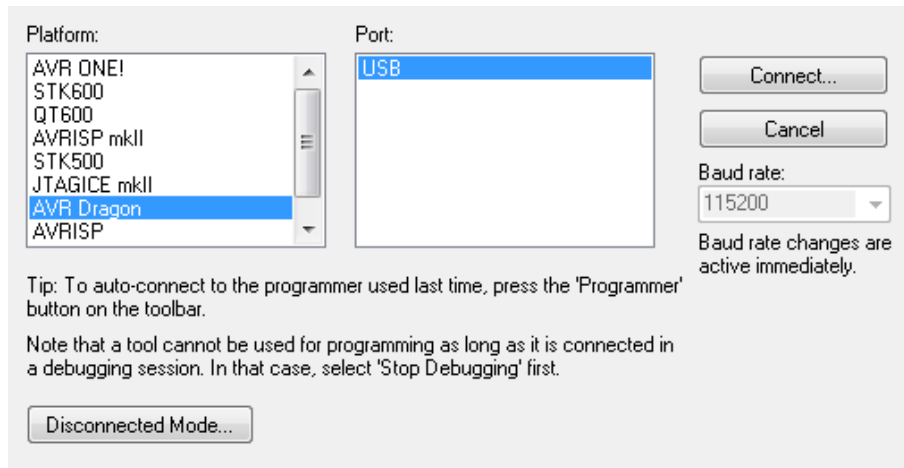 Platform:
AVR ONE!
STK600
QT600
AVRISP mkII
STK500
JTAGICE mkII
AVR Dragon
AVRISP
Port:
USB
Connect...
Cancel
Baud rate:
115200
Baud rate changes are
active immediately.
Tip: To auto-connect to the programmer used last time, press the 'Programmer'
button on the toolbar.
Note that a tool cannot be used for programming as long as it is connected in
a debugging session. In that case, select 'Stop Debugging' first.
Disconnected Mode...